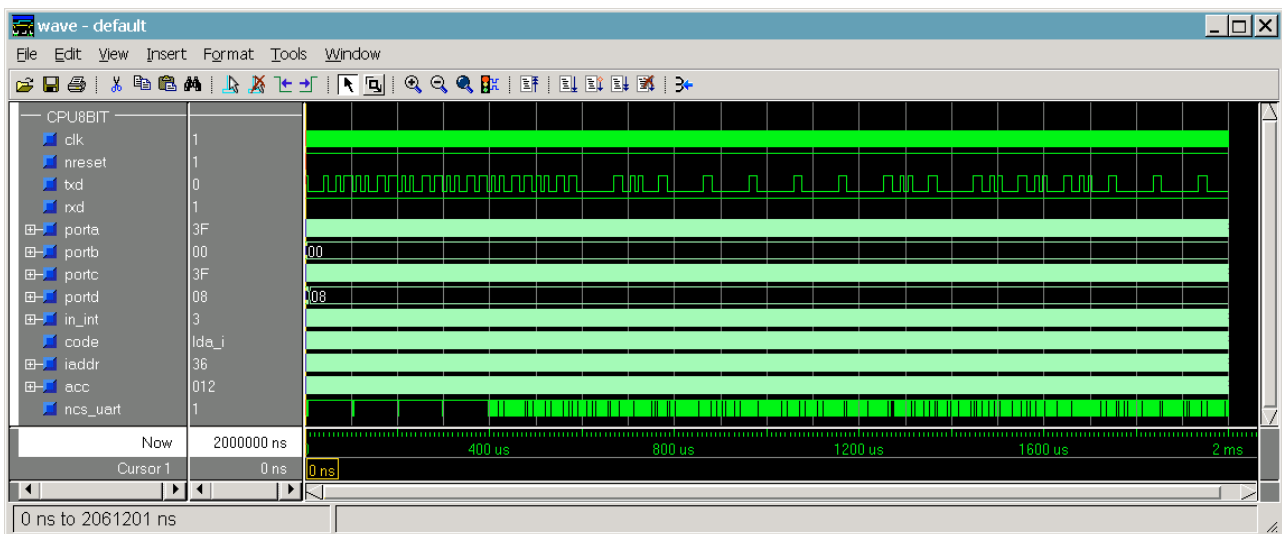 wave - default
File Edit View Insert Format Tools Window
CPU8BIT
clk 1
nreset 1
txd 0
rxd 1
porta 3F
portb 00 00
portc 3F
portd 08 08
in_int 3
code lda_i
iaddr 36
acc 012
ncs_uart 1
Now 2000000 ns 400 us 800 us 1200 us 1600 us 2 ms
Cursor 1 0 ns 0 ns
0 ns to 2061201 ns